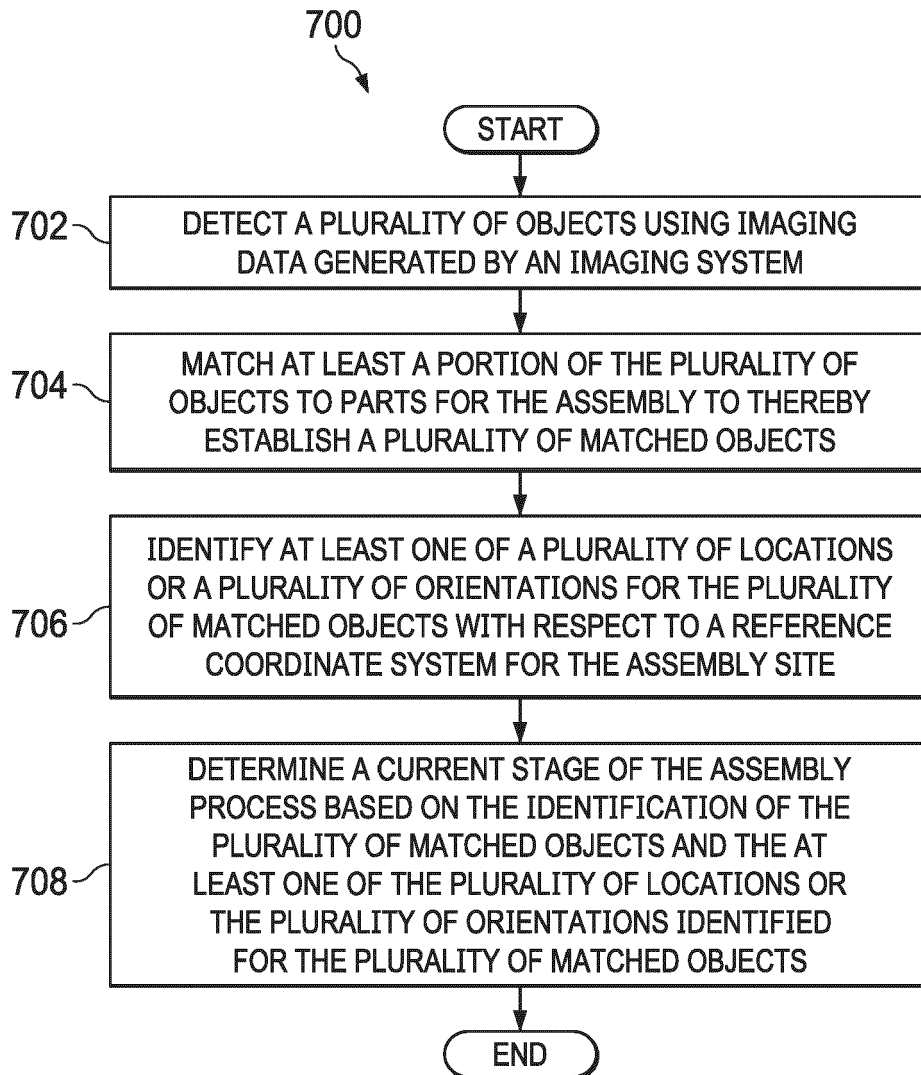 700
START
702
DETECT A PLURALITY OF OBJECTS USING IMAGING
DATA GENERATED BY AN IMAGING SYSTEM
704
MATCH AT LEAST A PORTION OF THE PLURALITY OF
OBJECTS TO PARTS FOR THE ASSEMBLY TO THEREBY
ESTABLISH A PLURALITY OF MATCHED OBJECTS
706
IDENTIFY AT LEAST ONE OF A PLURALITY OF LOCATIONS
OR A PLURALITY OF ORIENTATIONS FOR THE PLURALITY
OF MATCHED OBJECTS WITH RESPECT TO A REFERENCE
COORDINATE SYSTEM FOR THE ASSEMBLY SITE
708
DETERMINE A CURRENT STAGE OF THE ASSEMBLY
PROCESS BASED ON THE IDENTIFICATION OF THE
PLURALITY OF MATCHED OBJECTS AND THE AT
LEAST ONE OF THE PLURALITY OF LOCATIONS OR
THE PLURALITY OF ORIENTATIONS IDENTIFIED
FOR THE PLURALITY OF MATCHED OBJECTS
END